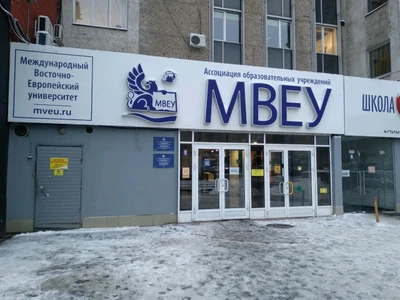 Международный
Восточно-
Европейский
университет
mveu.ru
МВЕУ
Ассоциация образовательных учреждений
МВЕУ
ШКОЛА